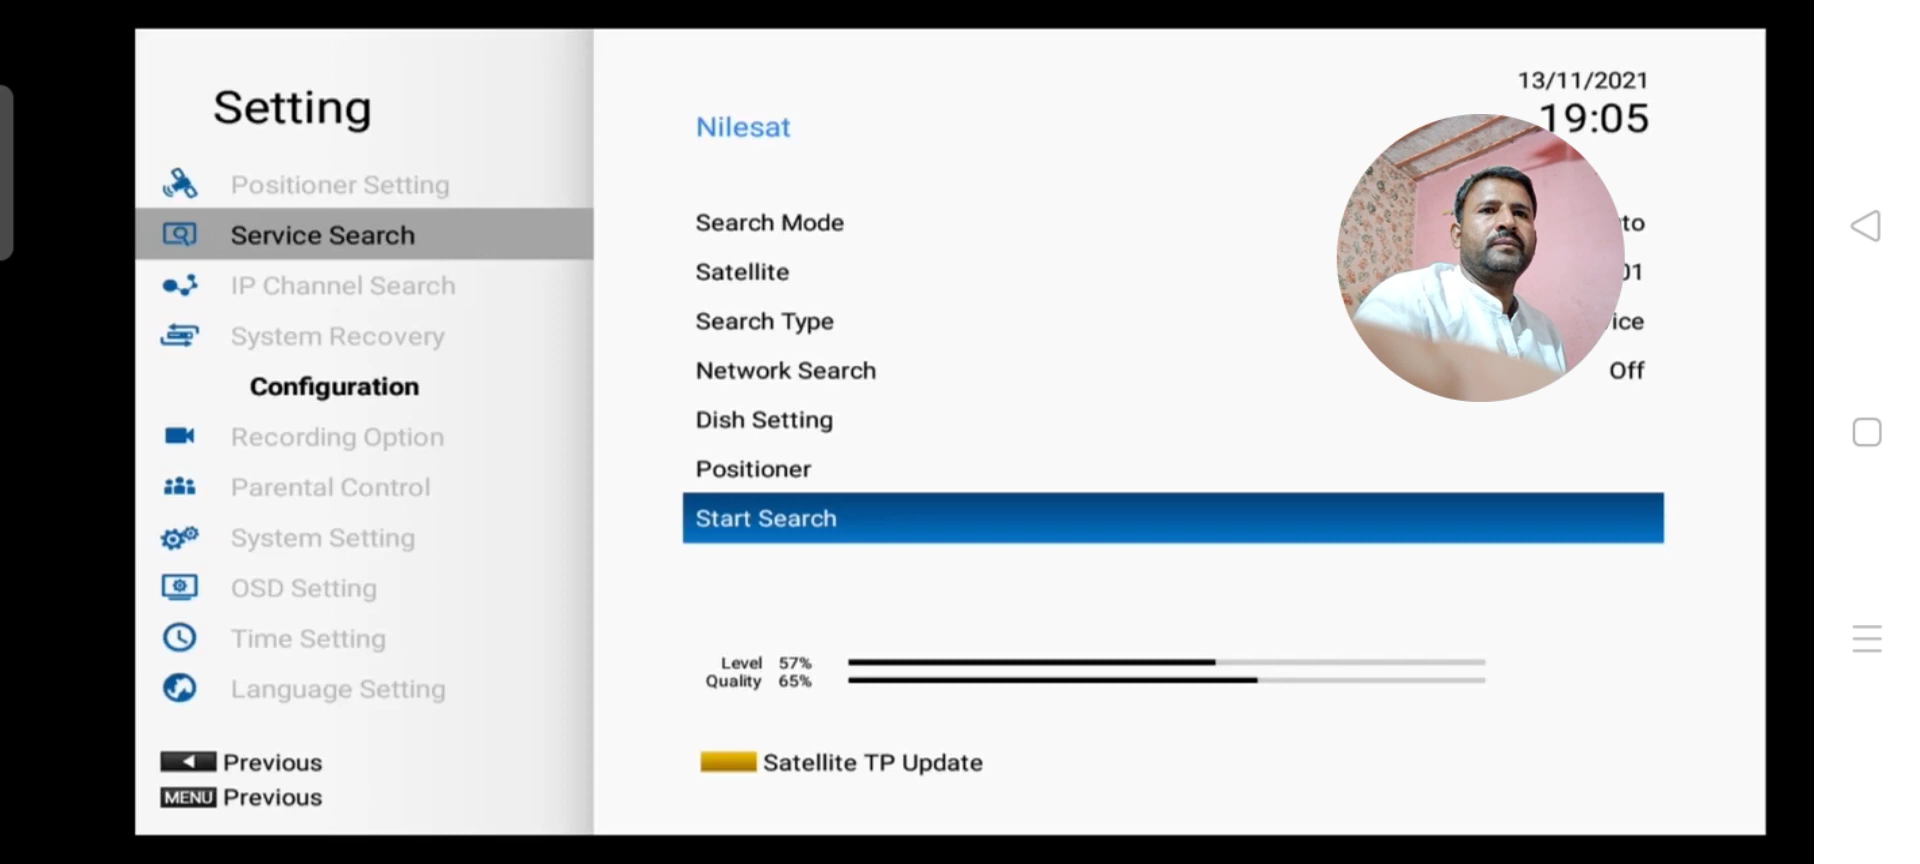 Setting
Positioner Setting
Service Search
IP Channel Search
System Recovery
Configuration
Recording Option
Parental Control
System Setting
OSD Setting
Time Setting
Language Setting
Previous
MENU Previous
13/11/2021
19:05
Nilesat
Search Mode
Satellite
Search Type
Network Search Off
Dish Setting
Positioner
Start Search
Level 57%
Quality 65%
Satellite TP Update